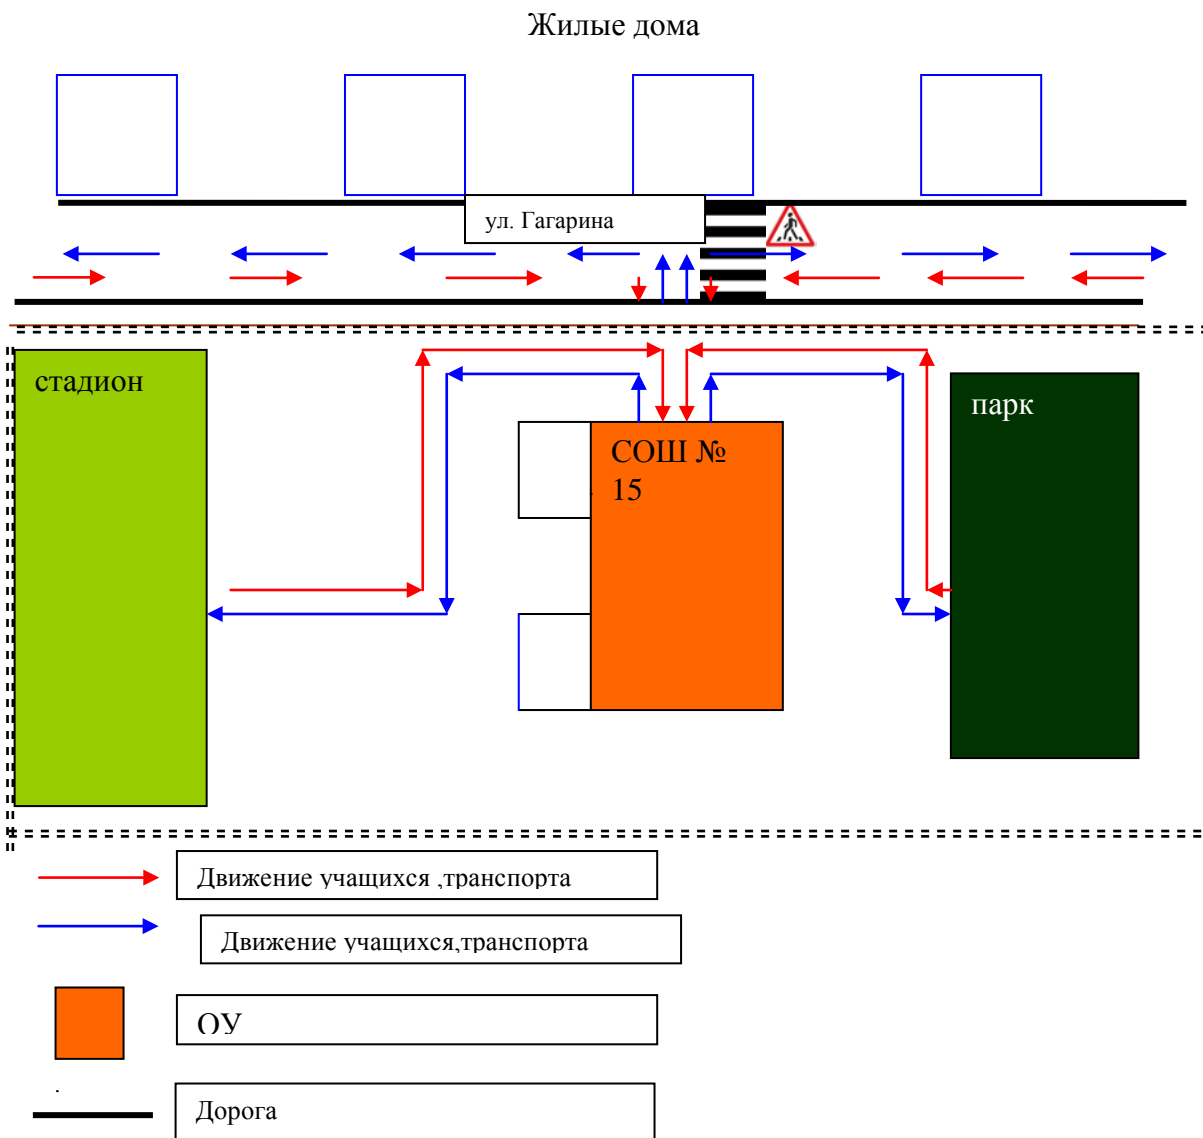 Жилые дома
ул. Гагарина
стадион
парк
СОШ №
15
Движение учащихся ,транспорта
Движение учащихся,транспорта
ОУ
Дорога